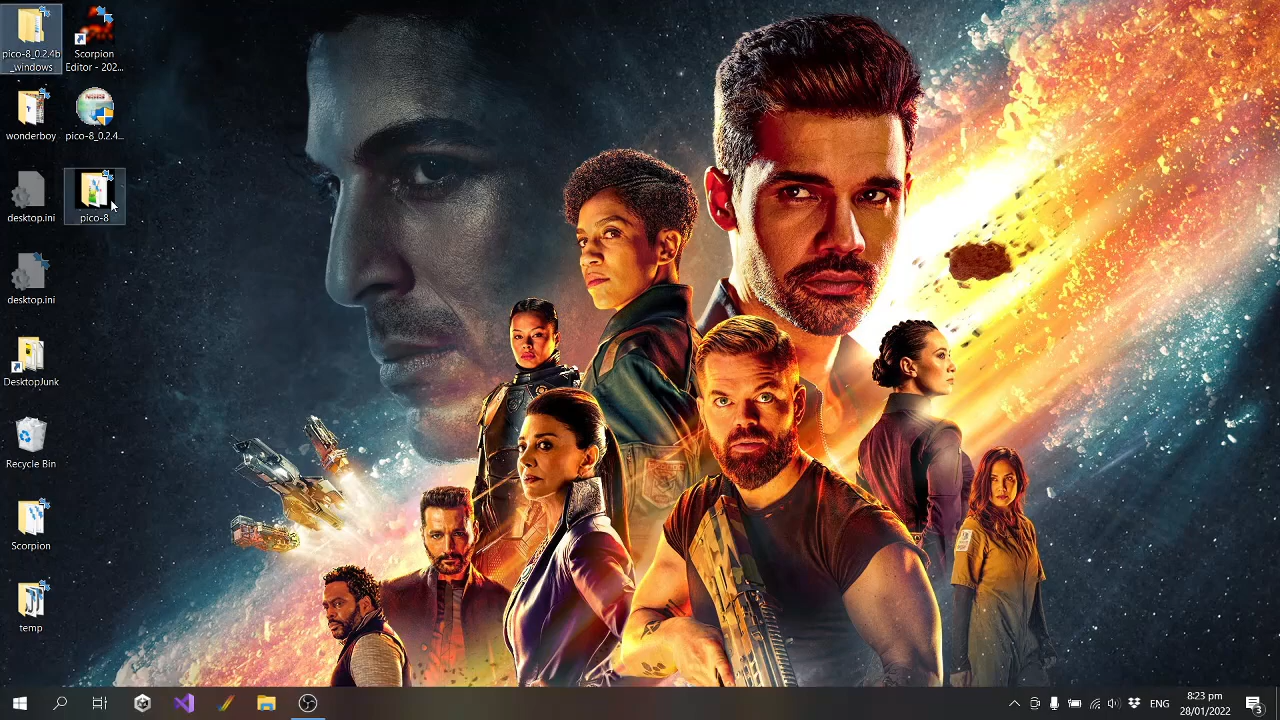 pico-8_0.2.4b
_windows
Scorpion
Editor - 202...
wonderboy
pico-8_0.2.4...
desktop.ini
pico-8
desktop.ini
DesktopJunk
Recycle Bin
Scorpion
temp
ENG
8:23 pm
28/01/2022
3